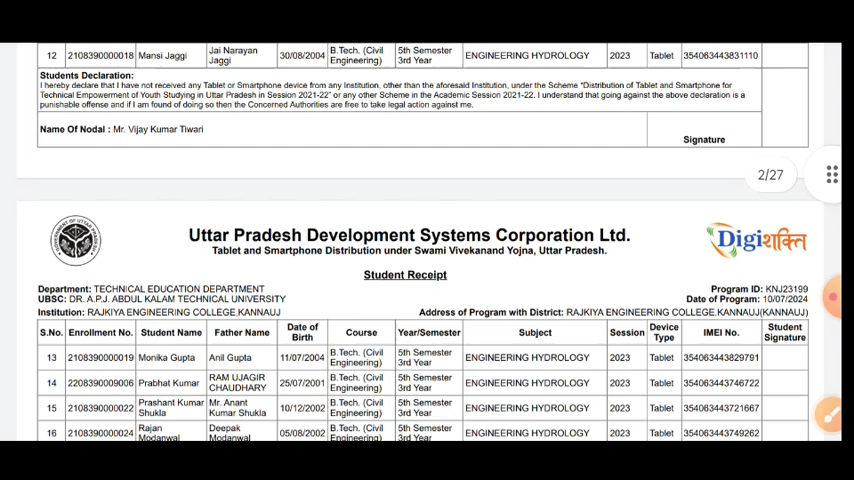 12 2108390000018 Mansi Jaggi Jai Narayan Jaggi 30/08/2004 B.Tech. (Civil Engineering) 5th Semester 3rd Year ENGINEERING HYDROLOGY 2023 Tablet 354063443831110
Students Declaration:
I hereby declare that I have not received any Tablet or Smartphone device from any Institution, other than the aforesaid Institution, under the Scheme "Distribution of Tablet and Smartphone for
Technical Empowerment of Youth Studying in Uttar Pradesh in Session 2021-22" or any other Scheme in the Academic Session 2021-22. I understand that going against the above declaration is a
punishable offense and if I am found of doing so then the Concerned Authorities are free to take legal action against me.
Name Of Nodal : Mr. Vijay Kumar Tiwari
Signature
2/27
Uttar Pradesh Development Systems Corporation Ltd.
Tablet and Smartphone Distribution under Swami Vivekanand Yojna, Uttar Pradesh.
Digiशक्ति
Student Receipt
Department: TECHNICAL EDUCATION DEPARTMENT Program ID: KNJ23199
UBSC: DR. A.P.J. ABDUL KALAM TECHNICAL UNIVERSITY Date of Program: 10/07/2024
Institution: RAJKIYA ENGINEERING COLLEGE,KANNAUJ Address of Program with District: RAJKIYA ENGINEERING COLLEGE,KANNAUJ(KANNAUJ)
S.No. Enrollment No. Student Name Father Name Date of Birth Course Year/Semester Subject Session Device Type IMEI No. Student Signature
13 2108390000019 Monika Gupta Anil Gupta 11/07/2004 B.Tech. (Civil Engineering) 5th Semester 3rd Year ENGINEERING HYDROLOGY 2023 Tablet 354063443829791
14 2208390009006 Prabhat Kumar RAM UJAGIR CHAUDHARY 25/07/2001 B.Tech. (Civil Engineering) 5th Semester 3rd Year ENGINEERING HYDROLOGY 2023 Tablet 354063443746722
15 2108390000022 Prashant Kumar Shukla Mr. Anant Kumar Shukla 10/12/2002 B.Tech. (Civil Engineering) 5th Semester 3rd Year ENGINEERING HYDROLOGY 2023 Tablet 354063443721667
16 2108390000024 Rajan Modanwal Deepak Modanwal 05/08/2002 B.Tech. (Civil Engineering) 5th Semester 3rd Year ENGINEERING HYDROLOGY 2023 Tablet 354063443749262